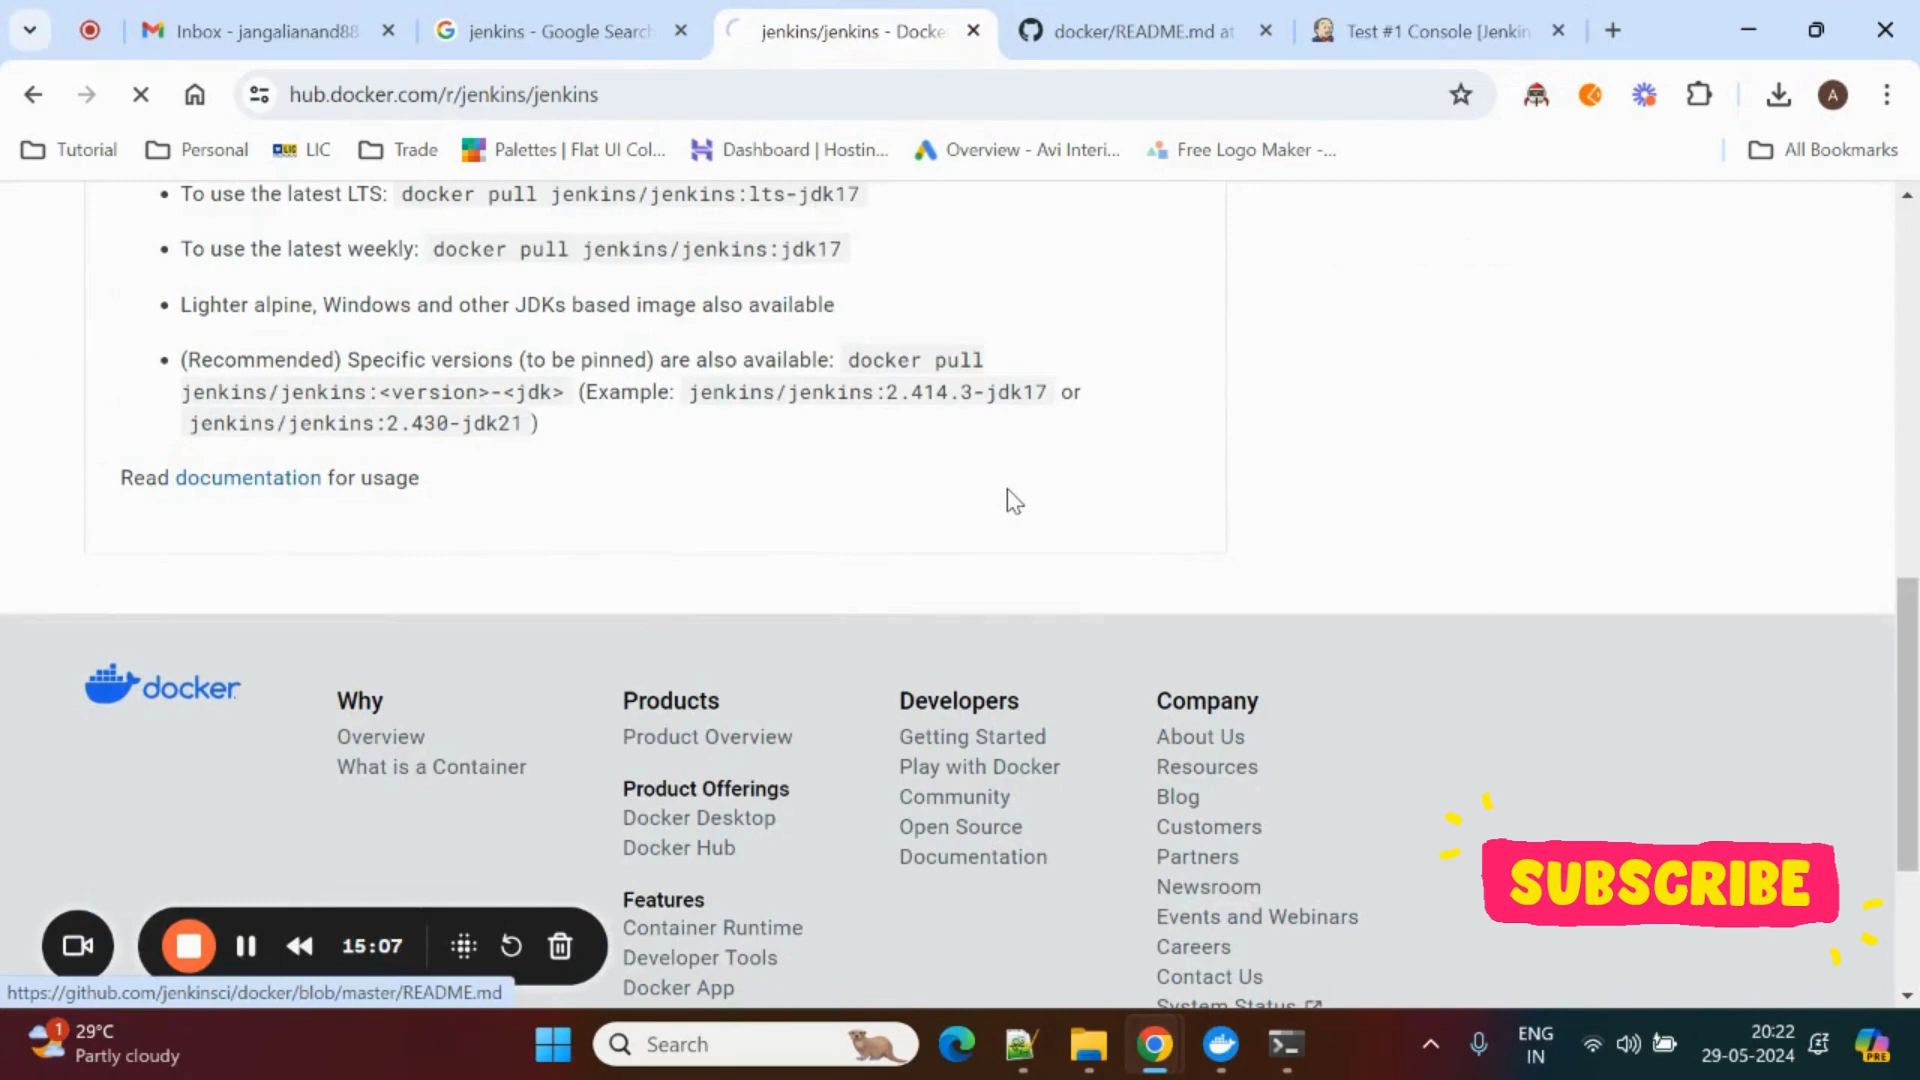 Inbox - jangalianand88
jenkins - Google Search
jenkins/jenkins - Docke
docker/README.md at
Test #1 Console [Jenkin
hub.docker.com/r/jenkins/jenkins
A
Tutorial
Personal
LIC
Trade
Palettes | Flat UI Col...
Dashboard | Hostin...
Overview - Avi Interi...
Free Logo Maker -...
All Bookmarks
• To use the latest LTS: docker pull jenkins/jenkins:lts-jdk17
• To use the latest weekly: docker pull jenkins/jenkins:jdk17
• Lighter alpine, Windows and other JDKs based image also available
• (Recommended) Specific versions (to be pinned) are also available: docker pull
jenkins/jenkins:<version>-<jdk> (Example: jenkins/jenkins:2.414.3-jdk17 or
jenkins/jenkins:2.430-jdk21 )
Read documentation for usage
docker
Why
Overview
What is a Container
Products
Product Overview
Product Offerings
Docker Desktop
Docker Hub
Features
Container Runtime
Developer Tools
Docker App
Developers
Getting Started
Play with Docker
Community
Open Source
Documentation
Company
About Us
Resources
Blog
Customers
Partners
Newsroom
Events and Webinars
Careers
Contact Us
System Status
SUBSCRIBE
15:07
https://github.com/jenkinsci/docker/blob/master/README.md
1
29°C
Partly cloudy
Search
ENG
IN
20:22
29-05-2024
PRE